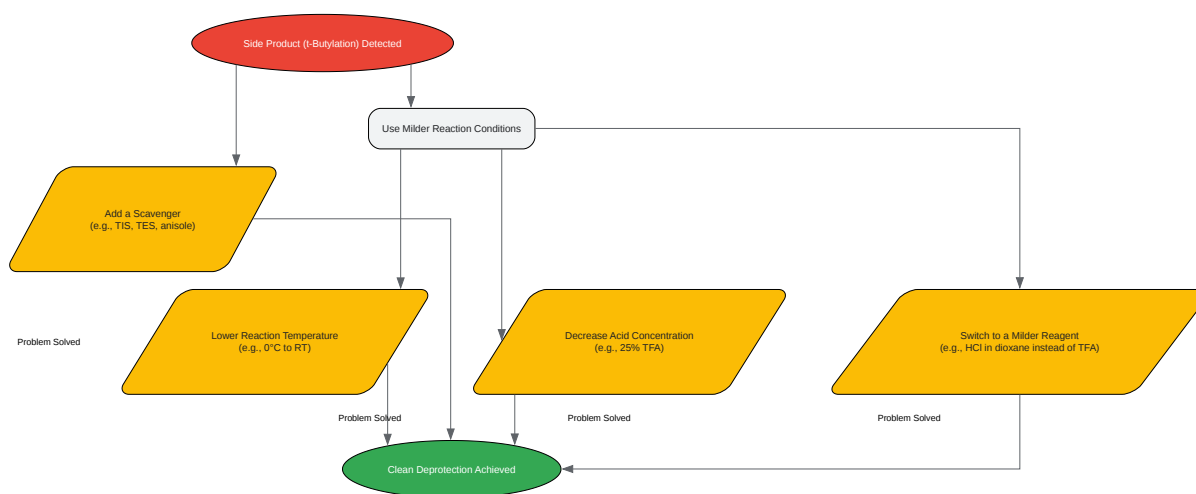 Side Product (t-Butylation) Detected
Use Milder Reaction Conditions
Add a Scavenger
(e.g., TIS, TES, anisole)
Lower Reaction Temperature
(e.g., 0°C to RT)
Decrease Acid Concentration
(e.g., 25% TFA)
Switch to a Milder Reagent
(e.g., HCl in dioxane instead of TFA)
Problem Solved
Problem Solved
Problem Solved
Problem Solved
Clean Deprotection Achieved